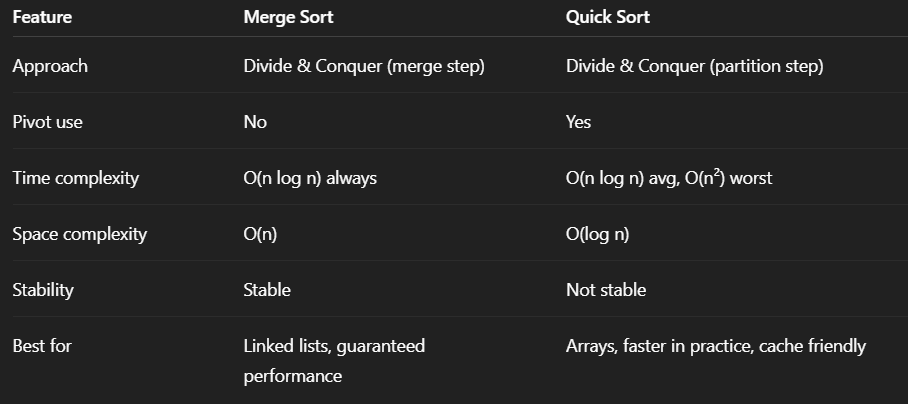 Feature Merge Sort Quick Sort
Approach Divide & Conquer (merge step) Divide & Conquer (partition step)
Pivot use No Yes
Time complexity O(n log n) always O(n log n) avg, O(n²) worst
Space complexity O(n) O(log n)
Stability Stable Not stable
Best for Linked lists, guaranteed Arrays, faster in practice, cache friendly
performance